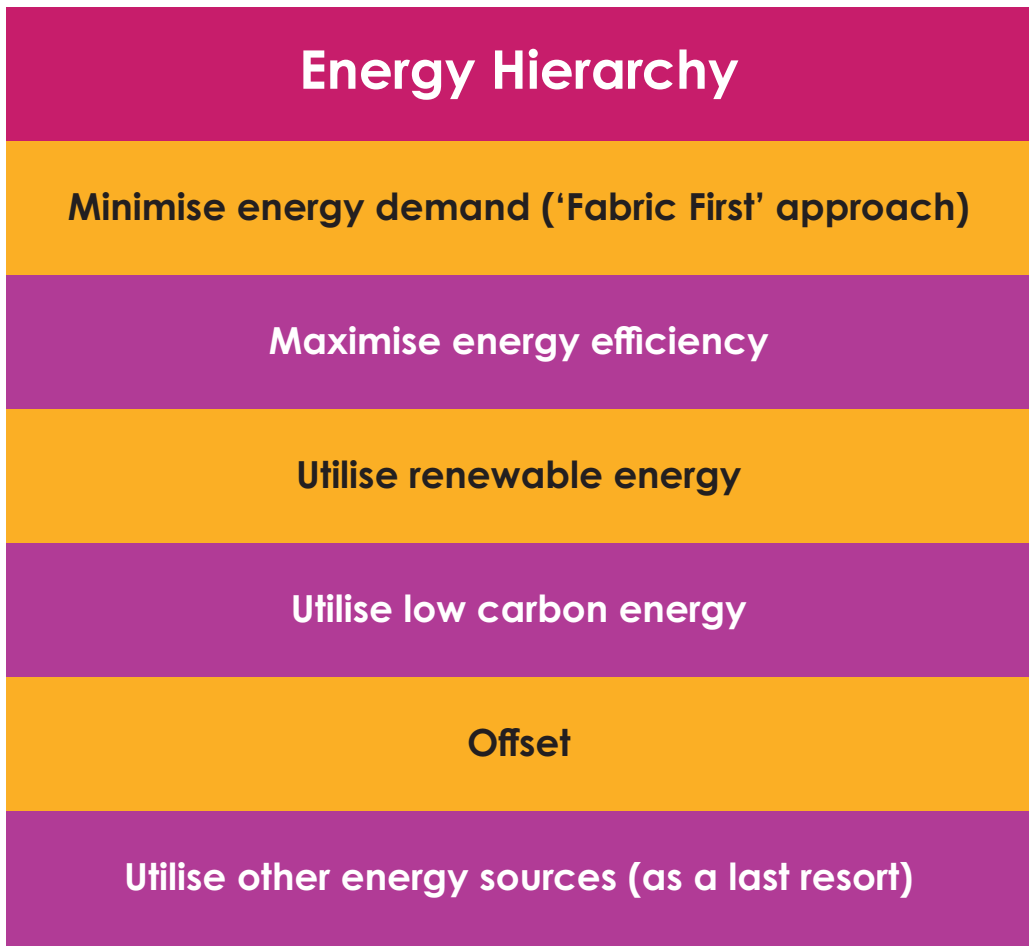 Energy Hierarchy
Minimise energy demand (‘Fabric First’ approach)
Maximise energy efficiency
Utilise renewable energy
Utilise low carbon energy
Offset
Utilise other energy sources (as a last resort)